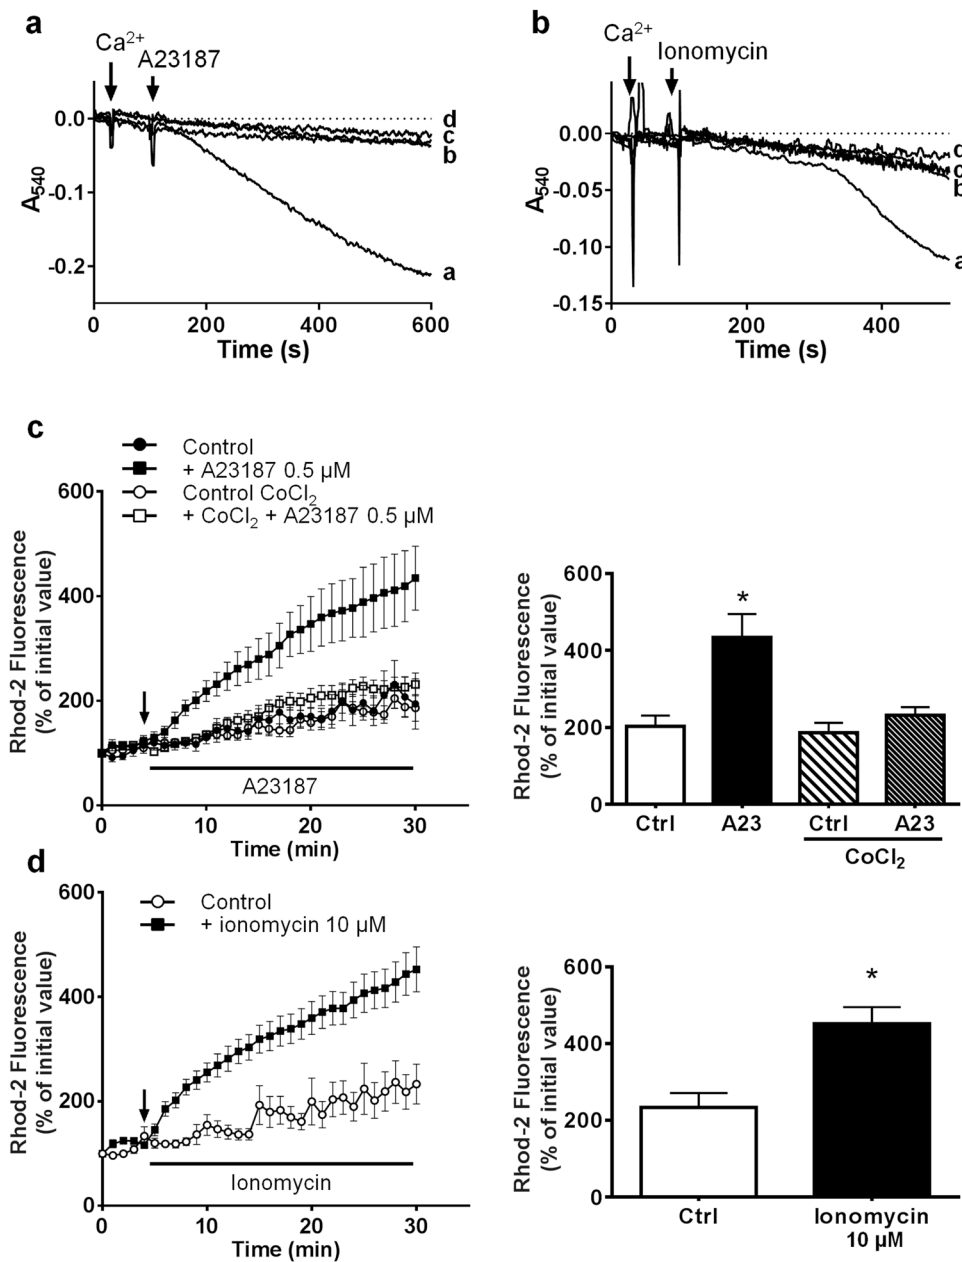 a
Ca²⁺
A23187
0.0
-0.1
-0.2
A₅₄₀
d
c
b
a
0
200
400
600
Time (s)
b
Ca²⁺
Ionomycin
0.00
-0.05
-0.10
-0.15
A₅₄₀
d
c
b
a
0
200
400
Time (s)
c
Control
+ A23187 0.5 µM
Control CoCl₂
+ CoCl₂ + A23187 0.5 µM
Rhod-2 Fluorescence
(% of initial value)
600
400
200
0
A23187
0
10
20
30
Time (min)
Rhod-2 Fluorescence
(% of initial value)
600
400
200
0
*
Ctrl
A23
Ctrl
A23
CoCl₂
d
Control
+ ionomycin 10 µM
Rhod-2 Fluorescence
(% of initial value)
600
400
200
0
Ionomycin
0
10
20
30
Time (min)
Rhod-2 Fluorescence
(% of initial value)
600
400
200
0
*
Ctrl
Ionomycin
10 µM